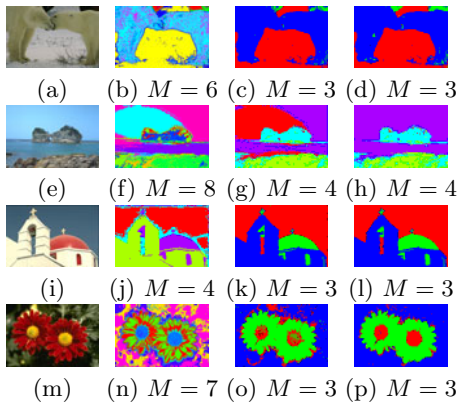 (a) (b) M = 6 (c) M = 3 (d) M = 3
(e) (f) M = 8 (g) M = 4 (h) M = 4
(i) (j) M = 4 (k) M = 3 (l) M = 3
(m) (n) M = 7 (o) M = 3 (p) M = 3